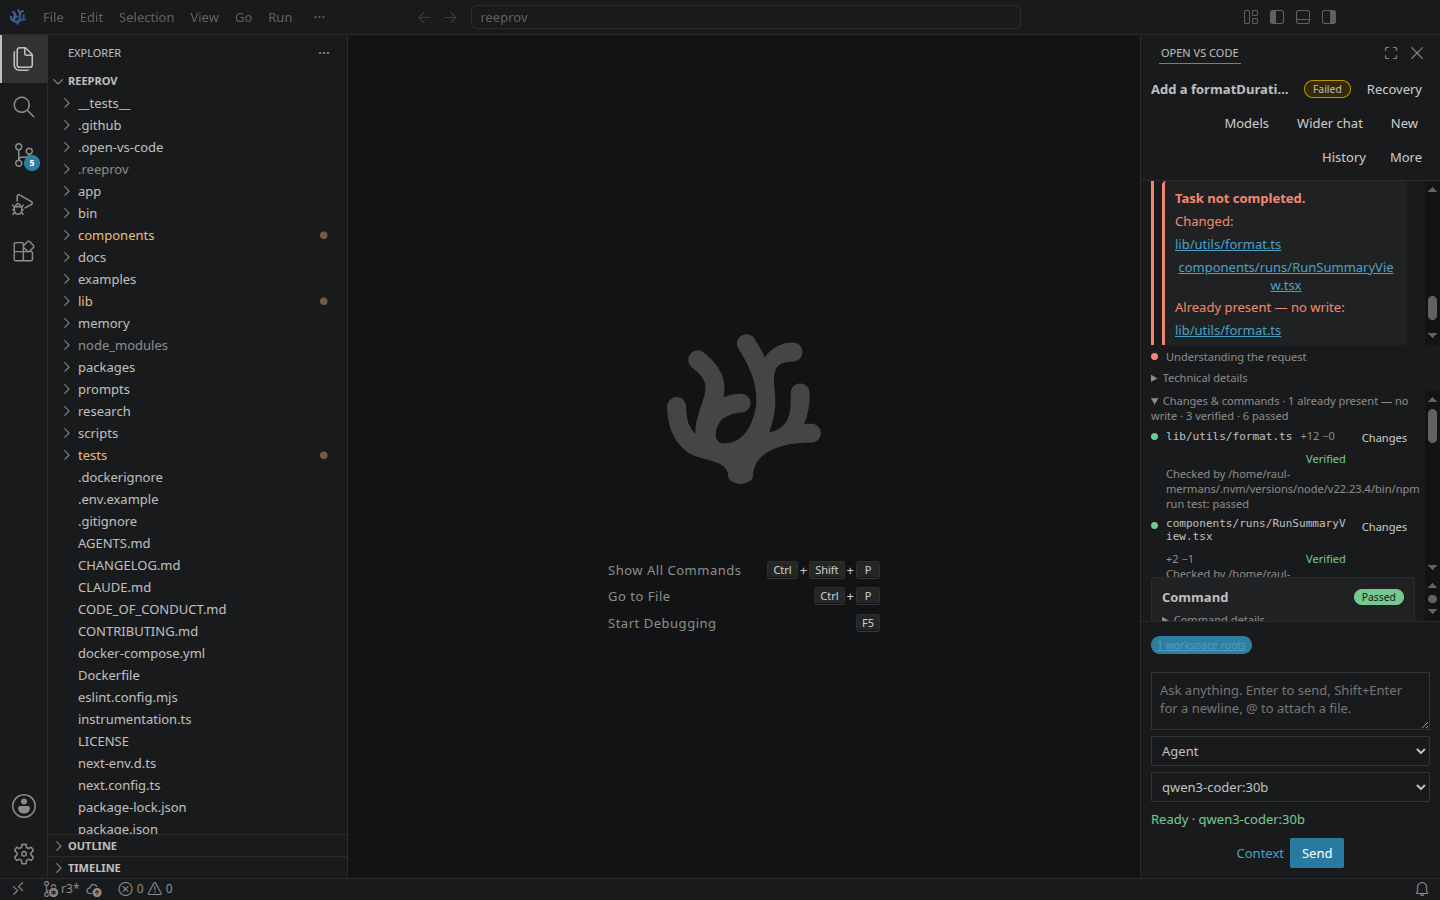 File Edit Selection View Go Run ···
reeprov
EXPLORER ···
REEPROV
__tests__
.github
.open-vs-code
.reeprov
app
bin
components
docs
examples
lib
memory
node_modules
packages
prompts
research
scripts
tests
.dockerignore
.env.example
.gitignore
AGENTS.md
CHANGELOG.md
CLAUDE.md
CODE_OF_CONDUCT.md
CONTRIBUTING.md
docker-compose.yml
Dockerfile
eslint.config.mjs
instrumentation.ts
LICENSE
next-env.d.ts
next.config.ts
package-lock.json
package.json
OUTLINE
TIMELINE
5
Show All Commands Ctrl + Shift + P
Go to File Ctrl + P
Start Debugging F5
OPEN VS CODE
Add a formatDurati... Failed Recovery
Models Wider chat New
History More
Task not completed.
Changed:
lib/utils/format.ts
components/runs/RunSummaryVie
w.tsx
Already present — no write:
lib/utils/format.ts
Understanding the request
Technical details
Changes & commands · 1 already present — no
write · 3 verified · 6 passed
lib/utils/format.ts +12 −0 Changes
Verified
Checked by /home/raul-
mermans/.nvm/versions/node/v22.23.4/bin/npm
run test: passed
components/runs/RunSummaryV
iew.tsx Changes
+2 −1 Verified
Checked by /home/raul-
Command Passed
Command details
1 workspace roots
Ask anything. Enter to send, Shift+Enter
for a newline, @ to attach a file.
Agent
qwen3-coder:30b
Ready · qwen3-coder:30b
Context Send
r3* 0 0